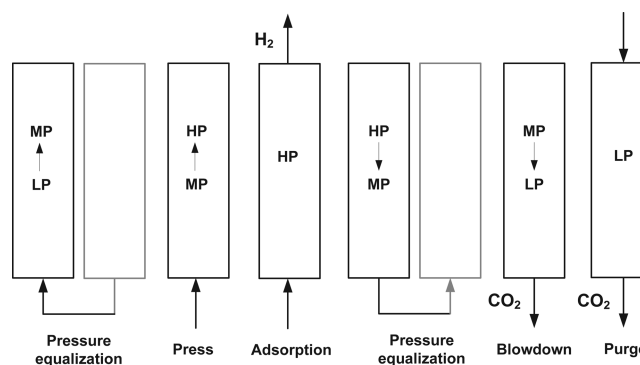 H2
MP
LP
HP
MP
HP
HP
MP
MP
LP
LP
CO2
CO2
Pressure
equalization
Press
Adsorption
Pressure
equalization
Blowdown
Purge